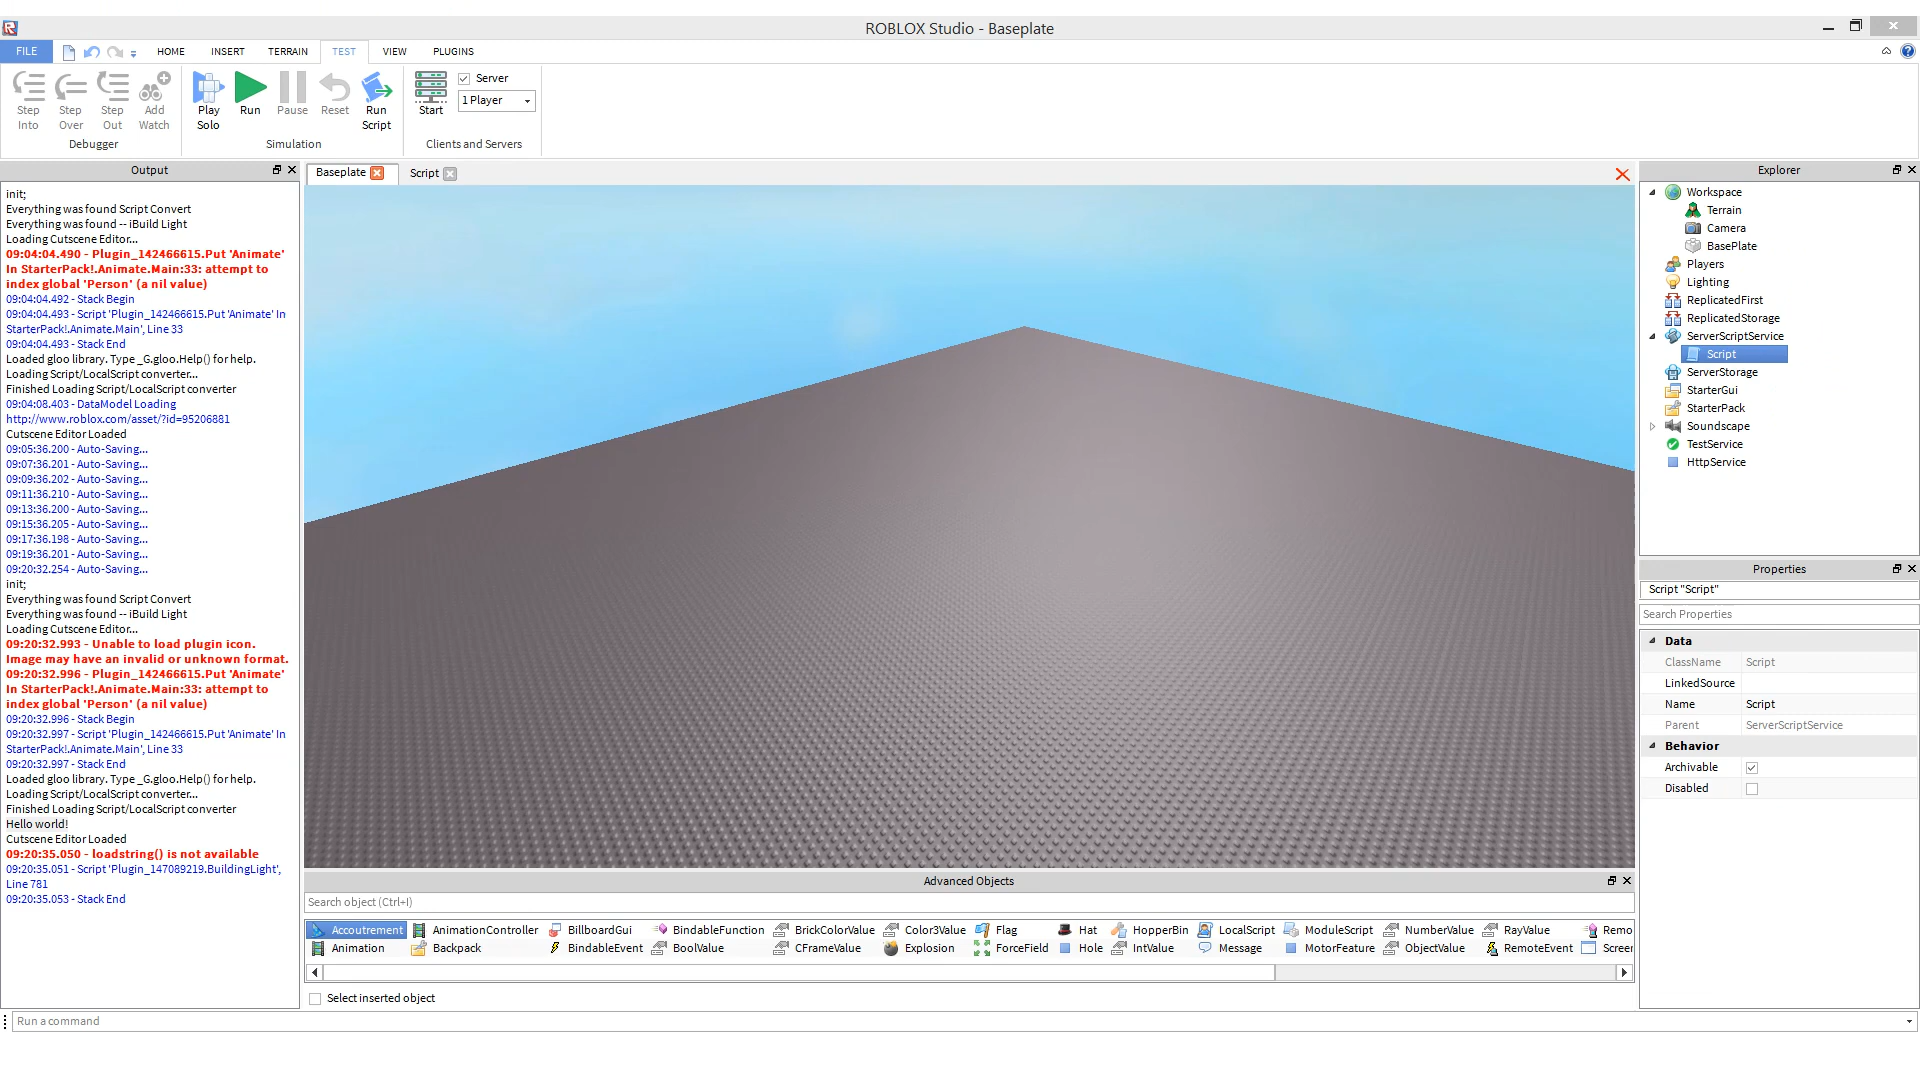 ROBLOX Studio - Baseplate
FILE HOME INSERT TERRAIN TEST VIEW PLUGINS
Step Into
Step Over
Step Out
Add Watch
Play Solo
Run
Pause
Reset
Run Script
Start
Server
1 Player
Debugger
Simulation
Clients and Servers
Output
init;
Everything was found Script Convert
Everything was found -- iBuild Light
Loading Cutscene Editor...
09:04:04.490 - Plugin_142466615.Put 'Animate'
In StarterPack!.Animate.Main:33: attempt to
index global 'Person' (a nil value)
09:04:04.492 - Stack Begin
09:04:04.493 - Script 'Plugin_142466615.Put 'Animate' In
StarterPack!.Animate.Main', Line 33
09:04:04.493 - Stack End
Loaded gloo library. Type _G.gloo.Help() for help.
Loading Script/LocalScript converter...
Finished Loading Script/LocalScript converter
09:04:08.403 - DataModel Loading
http://www.roblox.com/asset/?id=95206881
Cutscene Editor Loaded
09:05:36.200 - Auto-Saving...
09:07:36.201 - Auto-Saving...
09:09:36.202 - Auto-Saving...
09:11:36.210 - Auto-Saving...
09:13:36.200 - Auto-Saving...
09:15:36.205 - Auto-Saving...
09:17:36.198 - Auto-Saving...
09:19:36.201 - Auto-Saving...
09:20:32.254 - Auto-Saving...
init;
Everything was found Script Convert
Everything was found -- iBuild Light
Loading Cutscene Editor...
09:20:32.993 - Unable to load plugin icon.
Image may have an invalid or unknown format.
09:20:32.996 - Plugin_142466615.Put 'Animate'
In StarterPack!.Animate.Main:33: attempt to
index global 'Person' (a nil value)
09:20:32.996 - Stack Begin
09:20:32.997 - Script 'Plugin_142466615.Put 'Animate' In
StarterPack!.Animate.Main', Line 33
09:20:32.997 - Stack End
Loaded gloo library. Type _G.gloo.Help() for help.
Loading Script/LocalScript converter...
Finished Loading Script/LocalScript converter
Hello world!
Cutscene Editor Loaded
09:20:35.050 - loadstring() is not available
09:20:35.051 - Script 'Plugin_147089219.BuildingLight',
Line 781
09:20:35.053 - Stack End
Baseplate Script
Advanced Objects
Search object (Ctrl+I)
Accoutrement AnimationController BillboardGui BindableFunction BrickColorValue Color3Value Flag Hat HopperBin LocalScript ModuleScript NumberValue RayValue Remo
Animation Backpack BindableEvent BoolValue CFrameValue Explosion ForceField Hole IntValue Message MotorFeature ObjectValue RemoteEvent Screen
Select inserted object
Explorer
Workspace
Terrain
Camera
BasePlate
Players
Lighting
ReplicatedFirst
ReplicatedStorage
ServerScriptService
Script
ServerStorage
StarterGui
StarterPack
Soundscape
TestService
HttpService
Properties
Script "Script"
Search Properties
Data
ClassName Script
LinkedSource
Name Script
Parent ServerScriptService
Behavior
Archivable
Disabled
Run a command